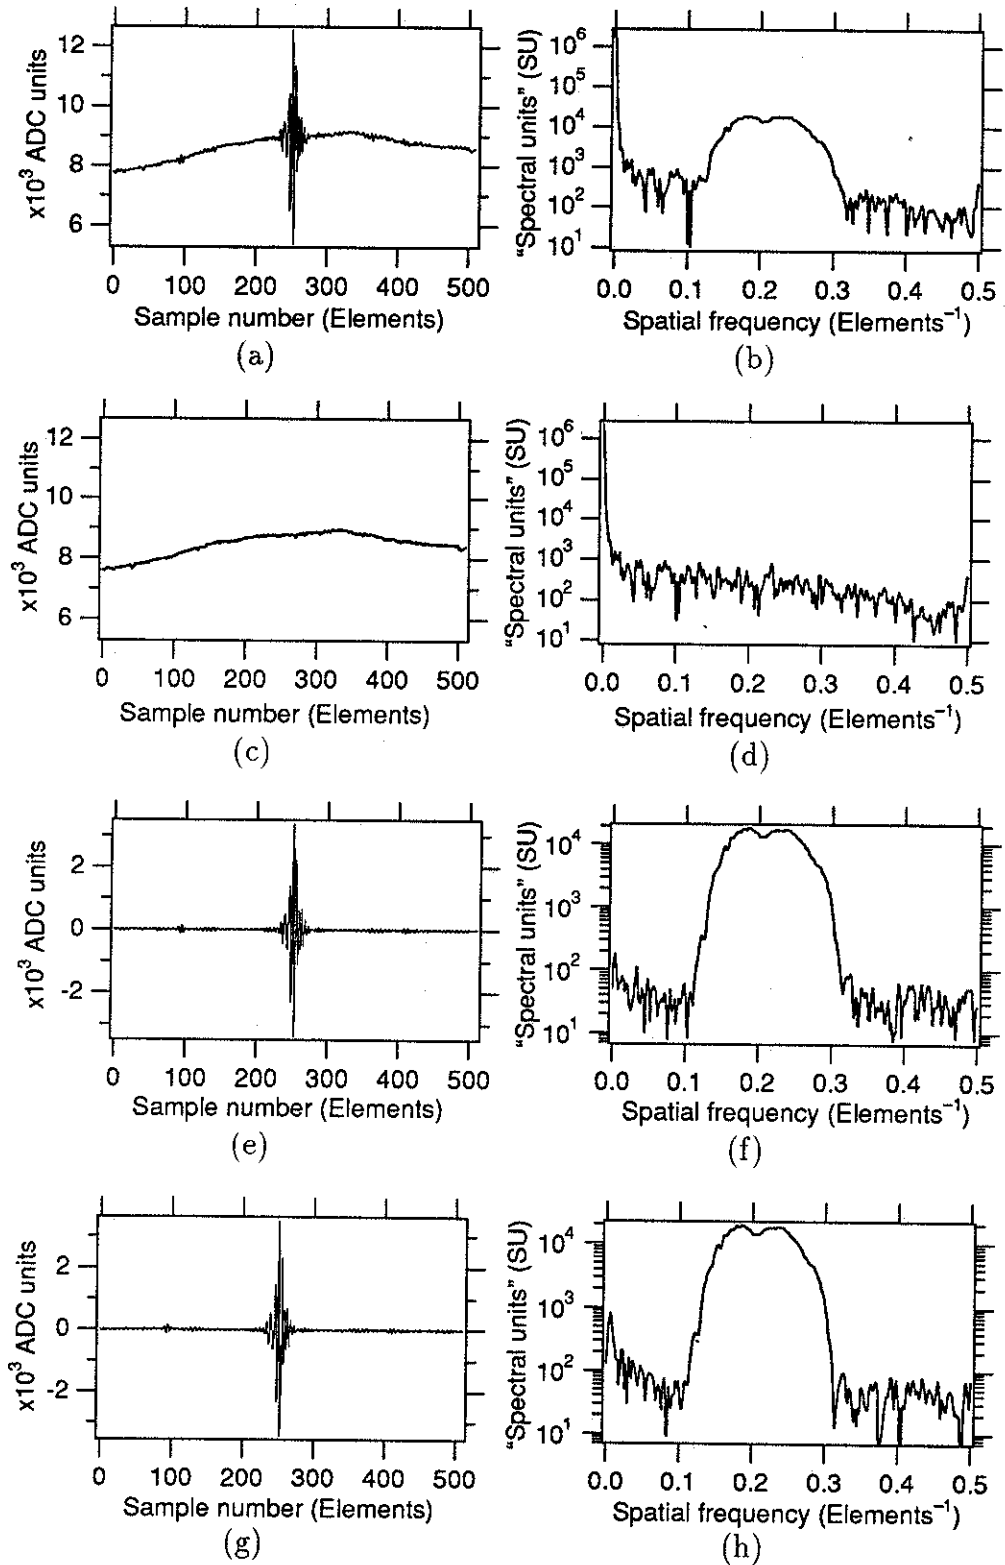 x10³ ADC units
12
10
8
6
0 100 200 300 400 500
Sample number (Elements)
(a)
"Spectral units" (SU)
10⁶
10⁵
10⁴
10³
10²
10¹
0.0 0.1 0.2 0.3 0.4 0.5
Spatial frequency (Elements⁻¹)
(b)
x10³ ADC units
12
10
8
6
0 100 200 300 400 500
Sample number (Elements)
(c)
"Spectral units" (SU)
10⁶
10⁵
10⁴
10³
10²
10¹
0.0 0.1 0.2 0.3 0.4 0.5
Spatial frequency (Elements⁻¹)
(d)
x10³ ADC units
2
0
-2
0 100 200 300 400 500
Sample number (Elements)
(e)
"Spectral units" (SU)
10⁴
10³
10²
10¹
0.0 0.1 0.2 0.3 0.4 0.5
Spatial frequency (Elements⁻¹)
(f)
x10³ ADC units
2
0
-2
0 100 200 300 400 500
Sample number (Elements)
(g)
"Spectral units" (SU)
10⁴
10³
10²
10¹
0.0 0.1 0.2 0.3 0.4 0.5
Spatial frequency (Elements⁻¹)
(h)